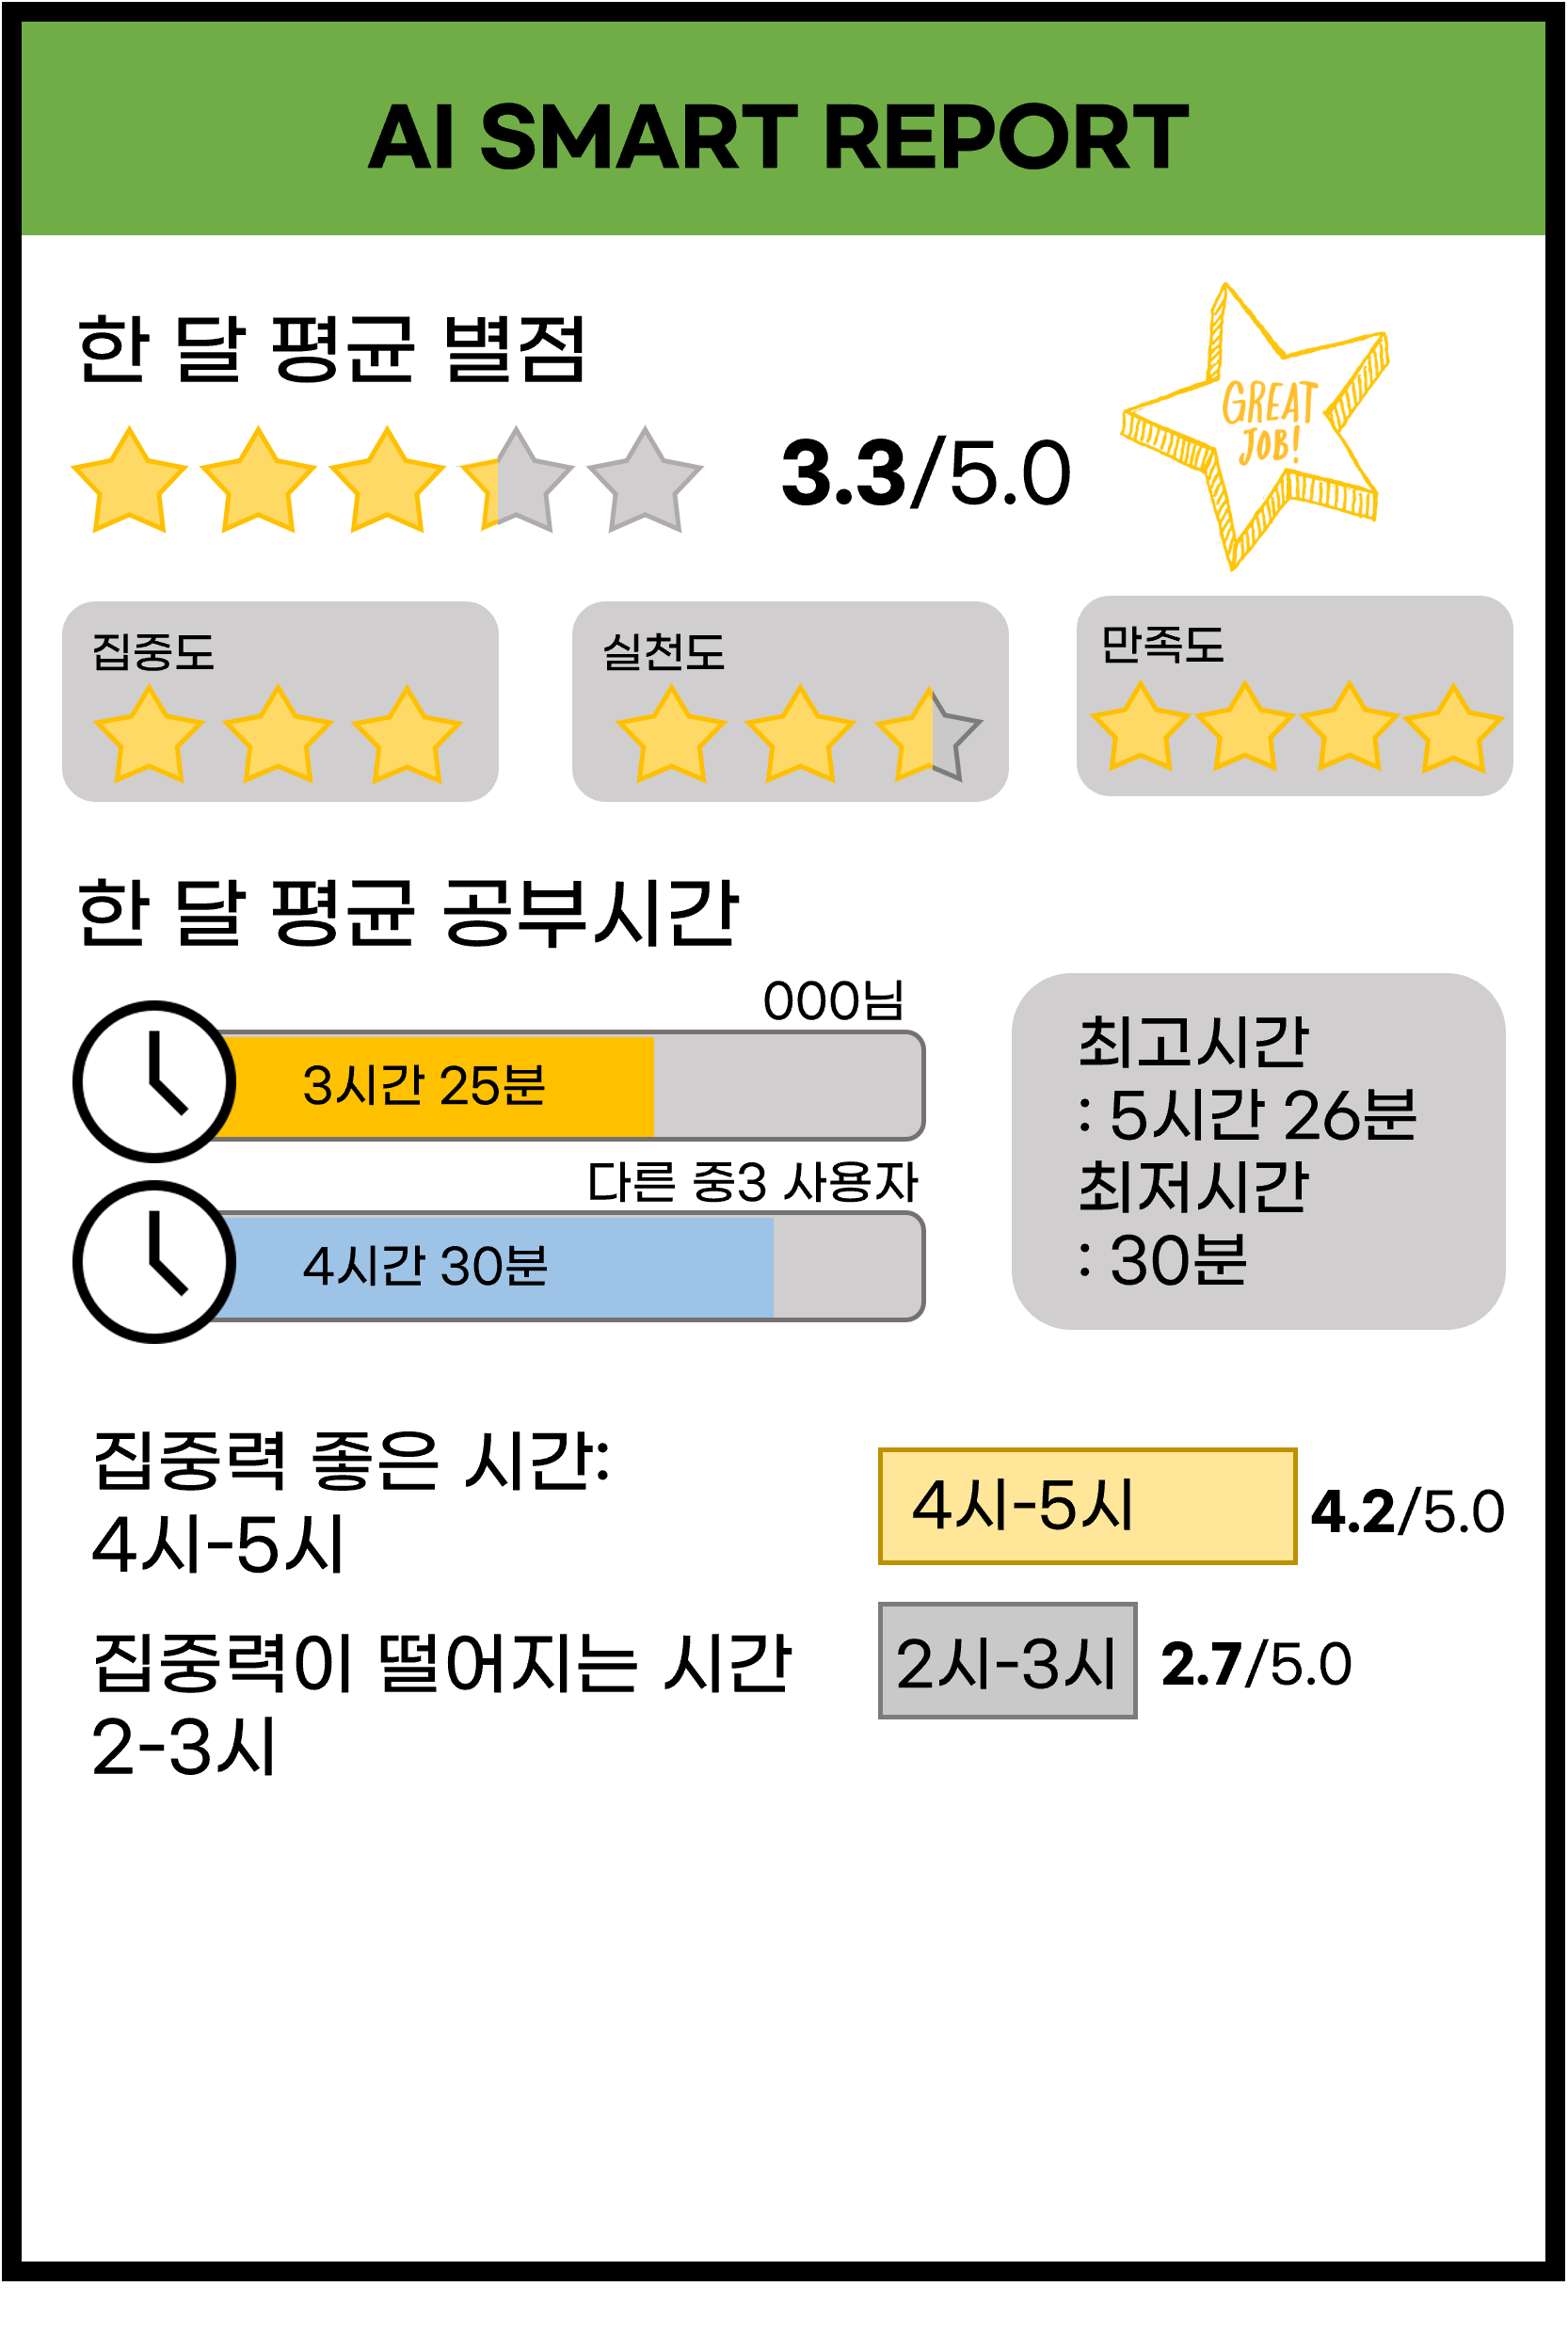 AI SMART REPORT
한 달 평균 별점
3.3/5.0
GREAT
JOB!
집중도
실천도
만족도
한 달 평균 공부시간
000님
3시간 25분
다른 중3 사용자
4시간 30분
최고시간
: 5시간 26분
최저시간
: 30분
집중력 좋은 시간:
4시-5시
4시-5시 4.2/5.0
집중력이 떨어지는 시간
2-3시
2시-3시 2.7/5.0